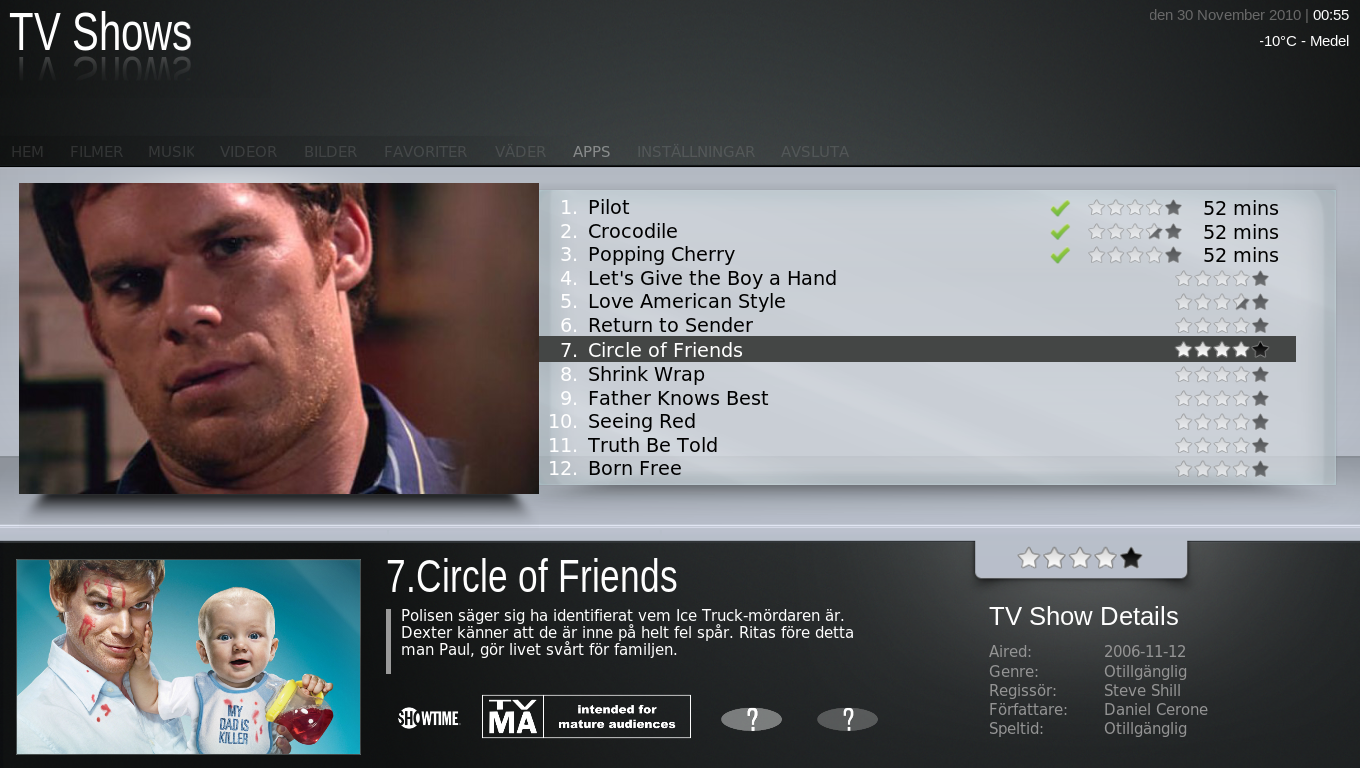 TV Shows
den 30 November 2010 | 00:55
-10°C - Medel
HEM FILMER MUSIK VIDEOR BILDER FAVORITER VÄDER APPS INSTÄLLNINGAR AVSLUTA
1. Pilot 52 mins
2. Crocodile 52 mins
3. Popping Cherry 52 mins
4. Let's Give the Boy a Hand
5. Love American Style
6. Return to Sender
7. Circle of Friends
8. Shrink Wrap
9. Father Knows Best
10. Seeing Red
11. Truth Be Told
12. Born Free
7.Circle of Friends
Polisen säger sig ha identifierat vem Ice Truck-mördaren är.
Dexter känner att de är inne på helt fel spår. Ritas före detta
man Paul, gör livet svårt för familjen.
MY
DAD IS
KILLER
SHOWTIME
TV
MA
intended for
mature audiences
?
?
TV Show Details
Aired: 2006-11-12
Genre: Otillgänglig
Regissör: Steve Shill
Författare: Daniel Cerone
Speltid: Otillgänglig